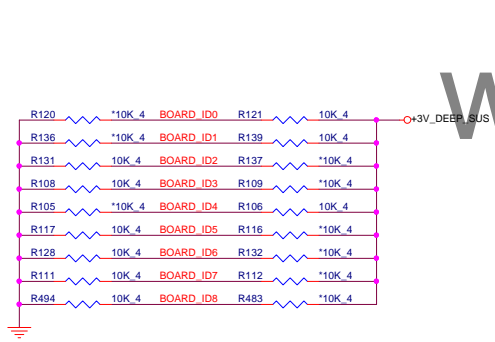 W
R120 *10K_4 BOARD_ID0 R121 10K_4 +3V_DEEP_SUS
R136 *10K_4 BOARD_ID1 R139 10K_4
R131 10K_4 BOARD_ID2 R137 *10K_4
R108 10K_4 BOARD_ID3 R109 *10K_4
R105 *10K_4 BOARD_ID4 R106 10K_4
R117 10K_4 BOARD_ID5 R116 *10K_4
R128 10K_4 BOARD_ID6 R132 *10K_4
R111 10K_4 BOARD_ID7 R112 *10K_4
R494 10K_4 BOARD_ID8 R483 *10K_4